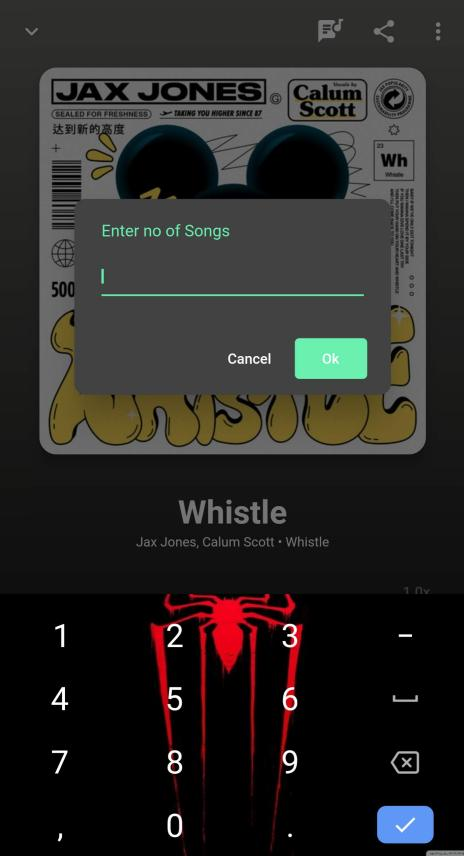 JAX JONES
G
Vocals by
Calum
Scott
SEALED FOR FRESHNESS
TAKING YOU HIGHER SINCE 87
达到新的高度
23
Wh
Whistle
Enter no of Songs
500
Cancel
Ok
Whistle
Jax Jones, Calum Scott • Whistle
1.0x
1
2
3
-
4
5
6
7
8
9
,
0
.